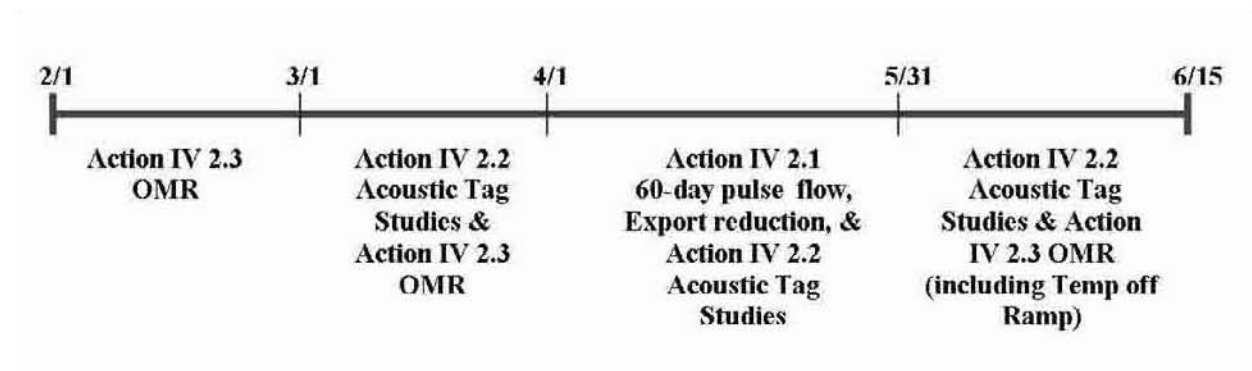 2/1
3/1
4/1
5/31
6/15
Action IV 2.3
OMR
Action IV 2.2
Acoustic Tag
Studies &
Action IV 2.3
OMR
Action IV 2.1
60-day pulse flow,
Export reduction, &
Action IV 2.2
Acoustic Tag
Studies
Action IV 2.2
Acoustic Tag
Studies & Action
IV 2.3 OMR
(including Temp off
Ramp)